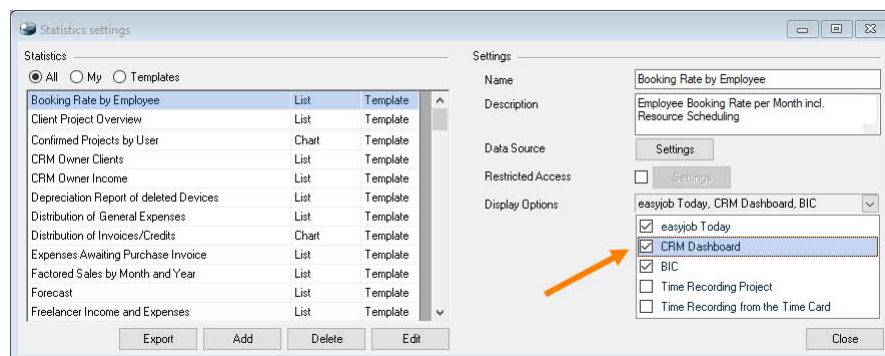 Statistics settings
Statistics
All My Templates
Booking Rate by Employee List Template
Client Project Overview List Template
Confirmed Projects by User Chart Template
CRM Owner Clients List Template
CRM Owner Income List Template
Depreciation Report of deleted Devices List Template
Distribution of General Expenses List Template
Distribution of Invoices/Credits Chart Template
Expenses Awaiting Purchase Invoice List Template
Factored Sales by Month and Year List Template
Forecast List Template
Freelancer Income and Expenses List Template
Export Add Delete Edit
Settings
Name Booking Rate by Employee
Description Employee Booking Rate per Month incl.
Resource Scheduling
Data Source Settings
Restricted Access Settings
Display Options easyjob Today, CRM Dashboard, BIC
easyjob Today
CRM Dashboard
BIC
Time Recording Project
Time Recording from the Time Card
Close